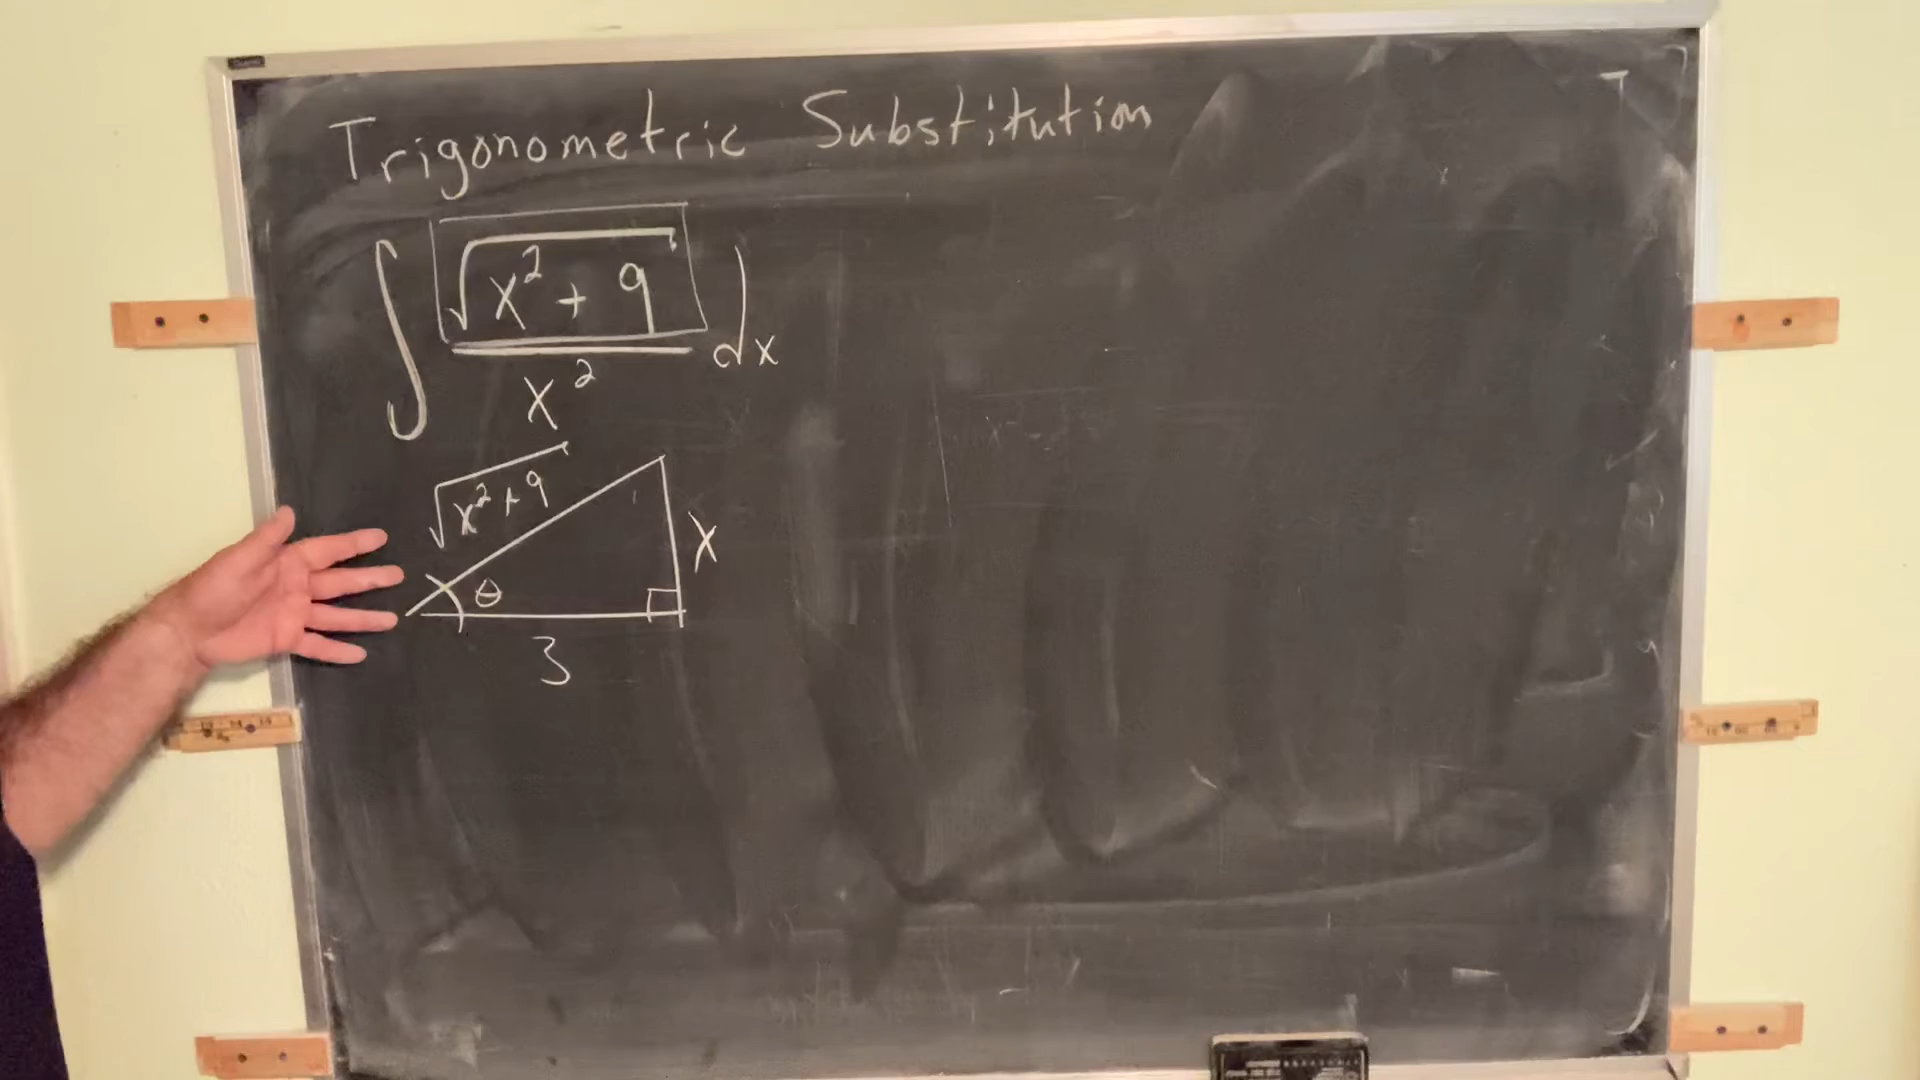 Trigonometric Substitution
∫ √(x² + 9) / x² dx
√(x² + 9)
x
θ
3